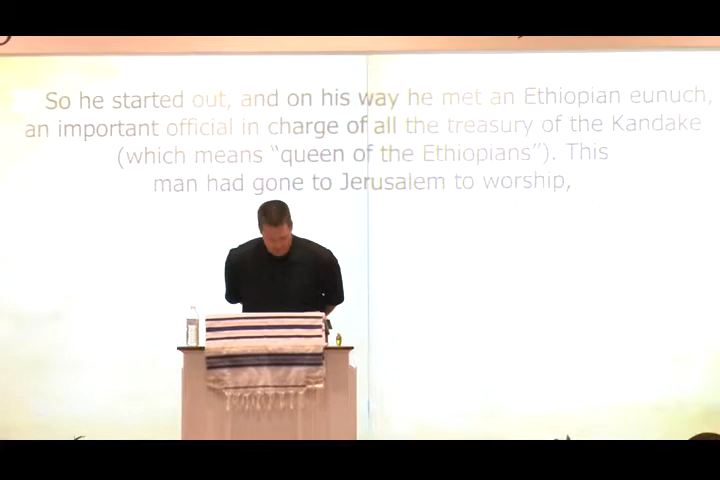 So he started out, and on his way he met an Ethiopian eunuch,
an important official in charge of all the treasury of the Kandake
(which means “queen of the Ethiopians”). This
man had gone to Jerusalem to worship,